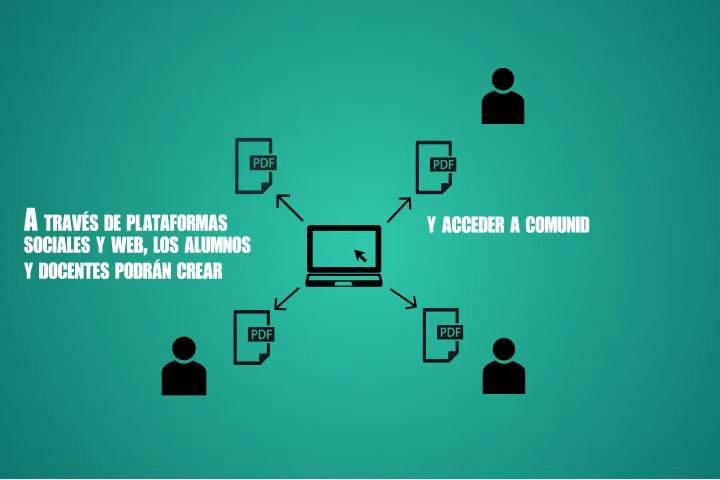 PDF
PDF
A TRAVÉS DE PLATAFORMAS
SOCIALES Y WEB, LOS ALUMNOS
Y DOCENTES PODRÁN CREAR
Y ACCEDER A COMUNID
PDF
PDF